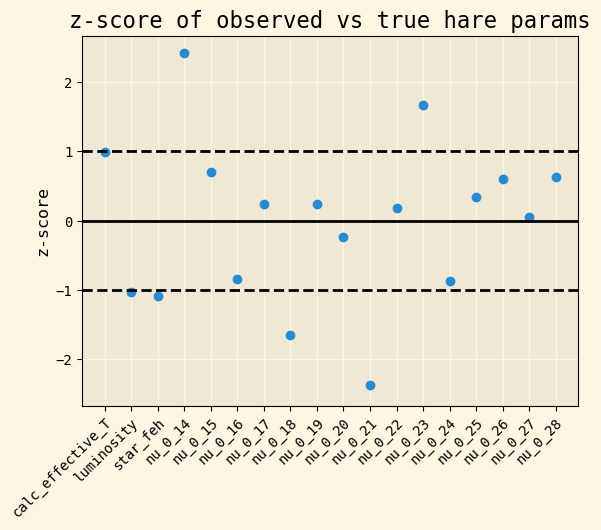 z-score of observed vs true hare params
z-score
2
1
0
−1
−2
calc_effective_T
luminosity
star_feh
nu_0_14
nu_0_15
nu_0_16
nu_0_17
nu_0_18
nu_0_19
nu_0_20
nu_0_21
nu_0_22
nu_0_23
nu_0_24
nu_0_25
nu_0_26
nu_0_27
nu_0_28